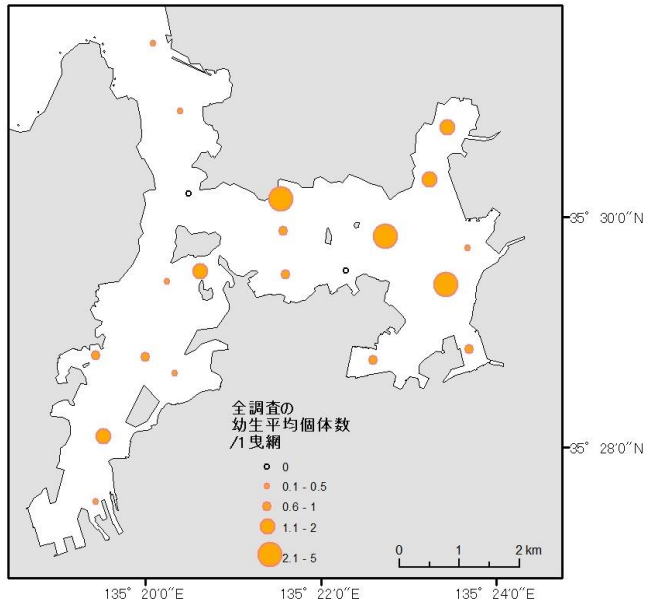 35° 30'0"N
全調査の
幼生平均個体数
/1曳網
0
0.1 - 0.5
0.6 - 1
1.1 - 2
2.1 - 5
35° 28'0"N
0 1 2 km
135° 20'0"E
135° 22'0"E
135° 24'0"E